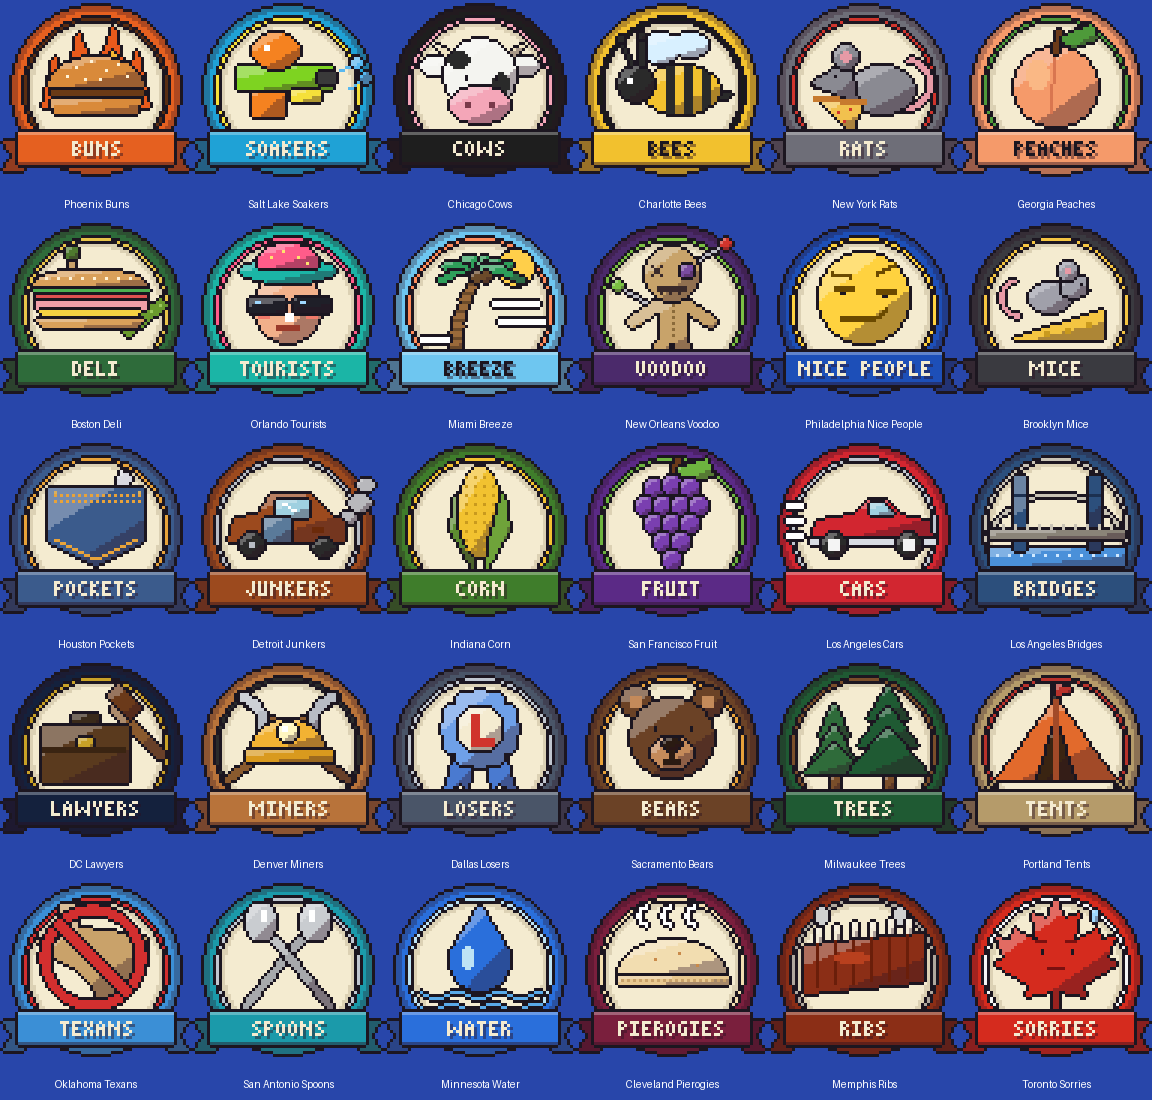 BUNS SOAKERS COWS BEES RATS PEACHES
Phoenix Buns Salt Lake Soakers Chicago Cows Charlotte Bees New York Rats Georgia Peaches
DELI TOURISTS BREEZE VOODOO NICE PEOPLE MICE
Boston Deli Orlando Tourists Miami Breeze New Orleans Voodoo Philadelphia Nice People Brooklyn Mice
POCKETS JUNKERS CORN FRUIT CARS BRIDGES
Houston Pockets Detroit Junkers Indiana Corn San Francisco Fruit Los Angeles Cars Los Angeles Bridges
L
LAWYERS MINERS LOSERS BEARS TREES TENTS
DC Lawyers Denver Miners Dallas Losers Sacramento Bears Milwaukee Trees Portland Tents
TEXANS SPOONS WATER PIEROGIES RIBS SORRIES
Oklahoma Texans San Antonio Spoons Minnesota Water Cleveland Pierogies Memphis Ribs Toronto Sorries